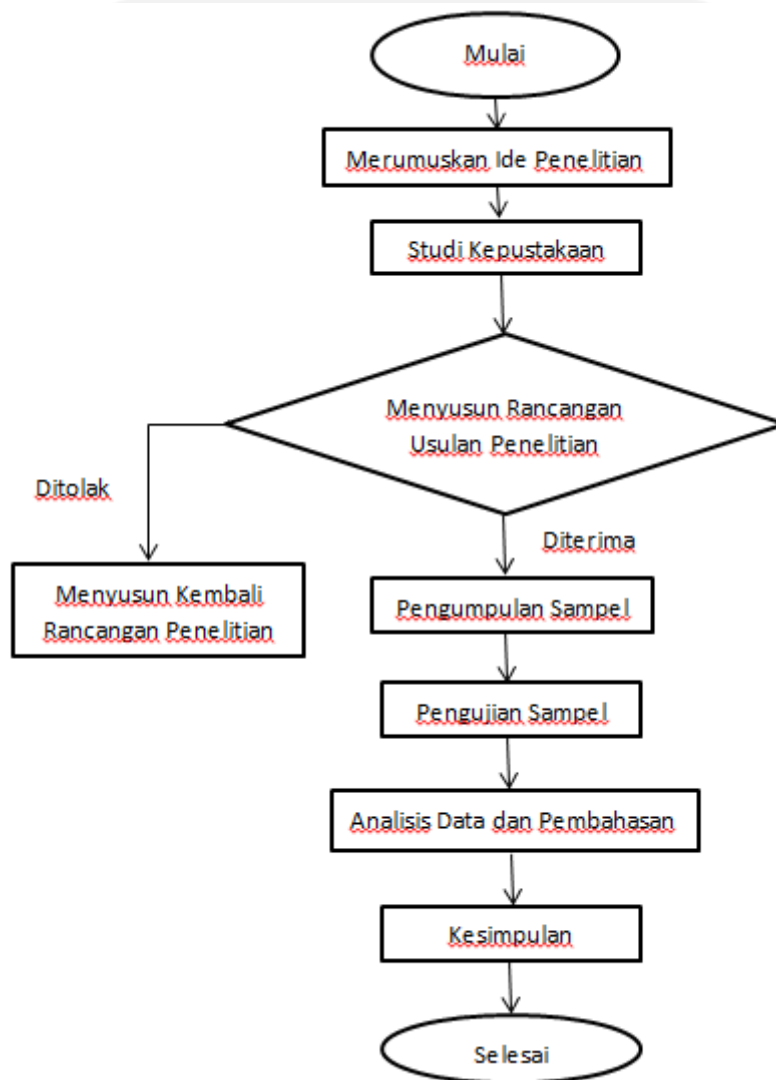 Mulai
Merumuskan Ide Penelitian
Studi Kepustakaan
Menyusun Rancangan
Usulan Penelitian
Ditolak
Diterima
Menyusun Kembali
Rancangan Penelitian
Pengumpulan Sampel
Pengujian Sampel
Analisis Data dan Pembahasan
Kesimpulan
Selesai